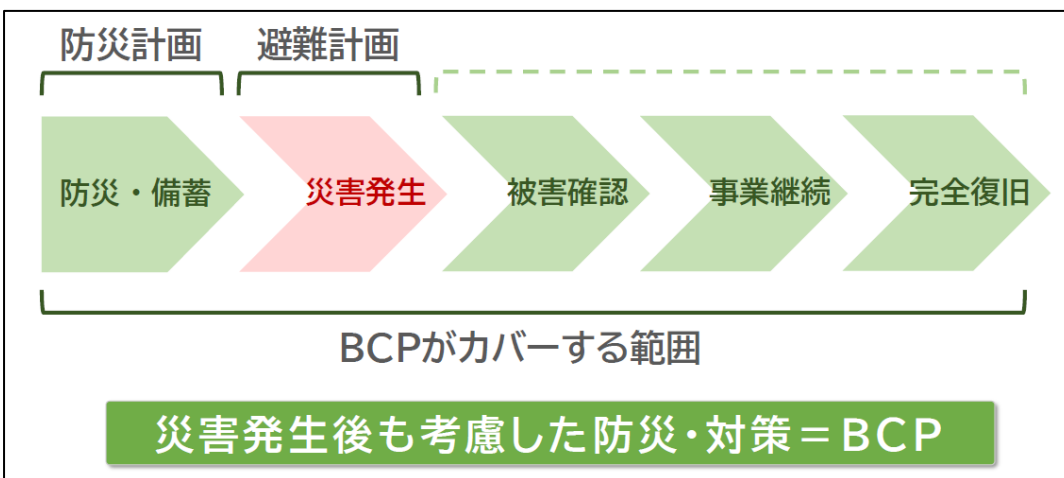 防災計画 避難計画
防災・備蓄 災害発生 被害確認 事業継続 完全復旧
BCPがカバーする範囲
災害発生後も考慮した防災・対策＝BCP